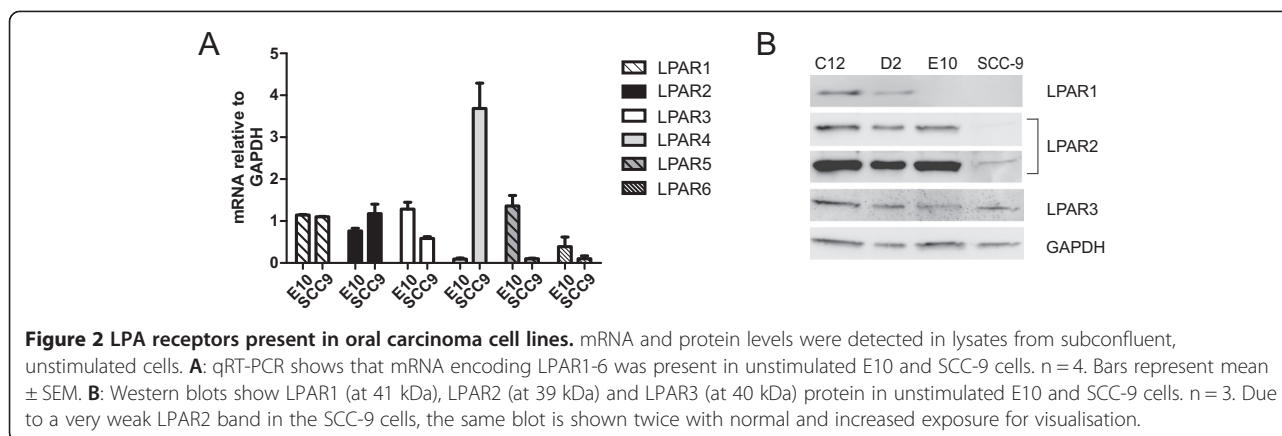 A
B
mRNA relative to
GAPDH
5
4
3
2
1
0
E10
SCC9
E10
SCC9
E10
SCC9
E10
SCC9
E10
SCC9
E10
SCC9
LPAR1
LPAR2
LPAR3
LPAR4
LPAR5
LPAR6
C12 D2 E10 SCC-9
LPAR1
LPAR2
LPAR3
GAPDH
Figure 2 LPA receptors present in oral carcinoma cell lines. mRNA and protein levels were detected in lysates from subconfluent,
unstimulated cells. A: qRT-PCR shows that mRNA encoding LPAR1-6 was present in unstimulated E10 and SCC-9 cells. n = 4. Bars represent mean
± SEM. B: Western blots show LPAR1 (at 41 kDa), LPAR2 (at 39 kDa) and LPAR3 (at 40 kDa) protein in unstimulated E10 and SCC-9 cells. n = 3. Due
to a very weak LPAR2 band in the SCC-9 cells, the same blot is shown twice with normal and increased exposure for visualisation.